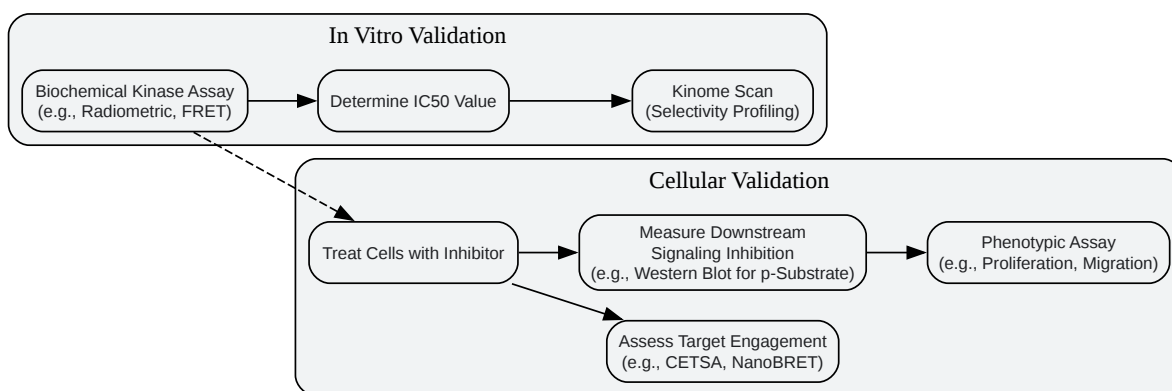 In Vitro Validation
Biochemical Kinase Assay
(e.g., Radiometric, FRET)
Determine IC50 Value
Kinome Scan
(Selectivity Profiling)
Cellular Validation
Treat Cells with Inhibitor
Measure Downstream
Signaling Inhibition
(e.g., Western Blot for p-Substrate)
Phenotypic Assay
(e.g., Proliferation, Migration)
Assess Target Engagement
(e.g., CETSA, NanoBRET)